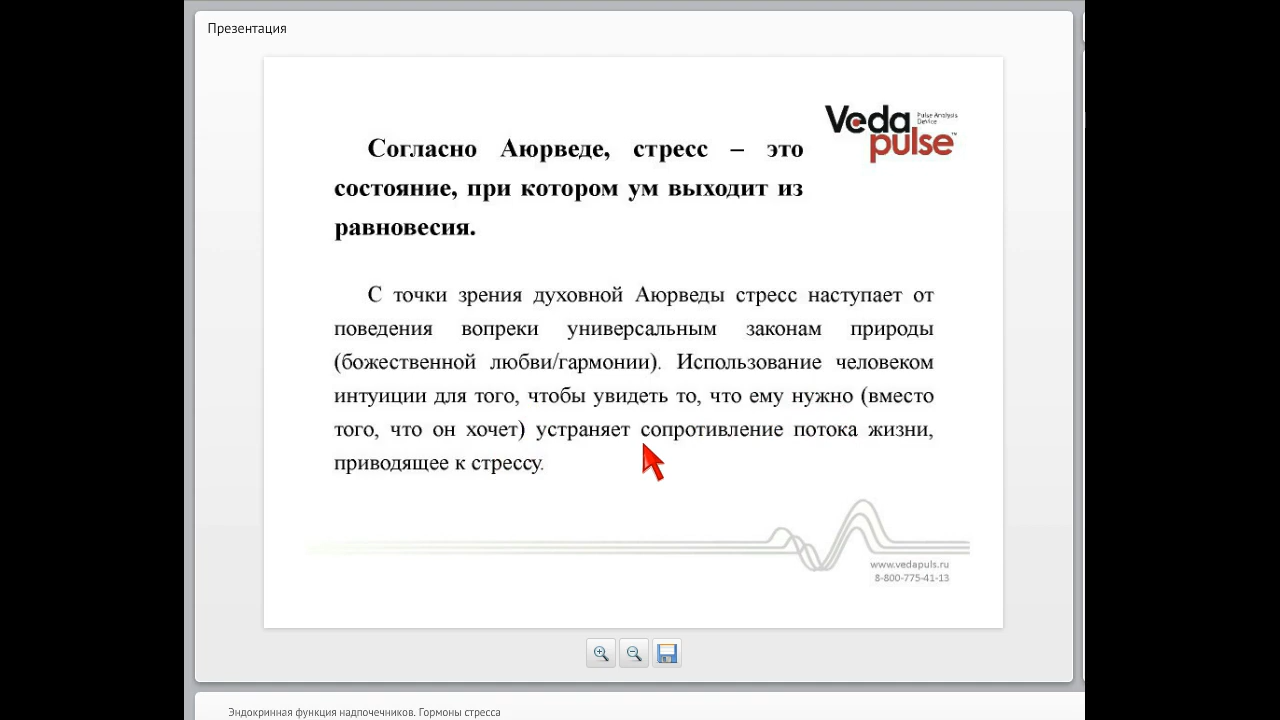 Презентация
Veda
Pulse Analysis
Device
pulse™
Согласно Аюрведе, стресс – это
состояние, при котором ум выходит из
равновесия.
С точки зрения духовной Аюрведы стресс наступает от
поведения вопреки универсальным законам природы
(божественной любви/гармонии). Использование человеком
интуиции для того, чтобы увидеть то, что ему нужно (вместо
того, что он хочет) устраняет сопротивление потока жизни,
приводящее к стрессу.
www.vedapuls.ru
8-800-775-41-13
Эндокринная функция надпочечников. Гормоны стресса